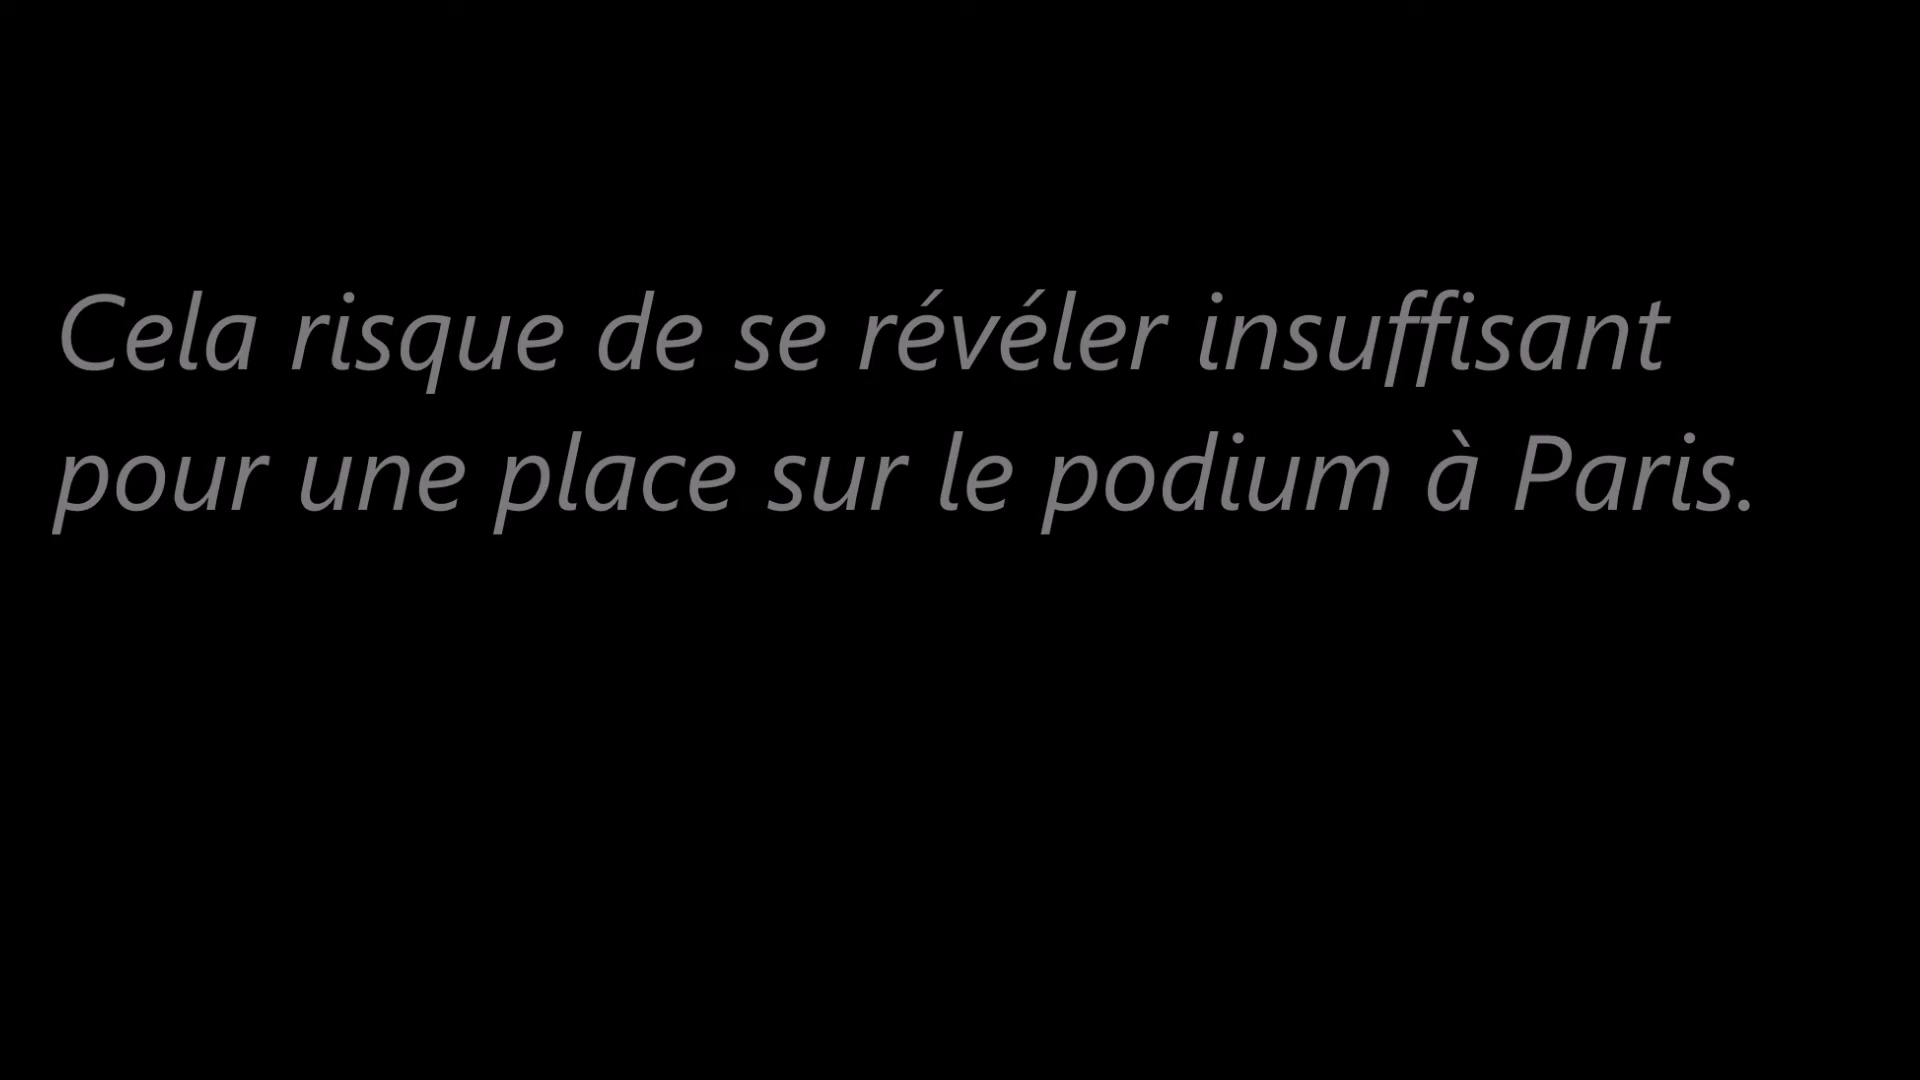 Cela risque de se révéler insuffisant
pour une place sur le podium à Paris.